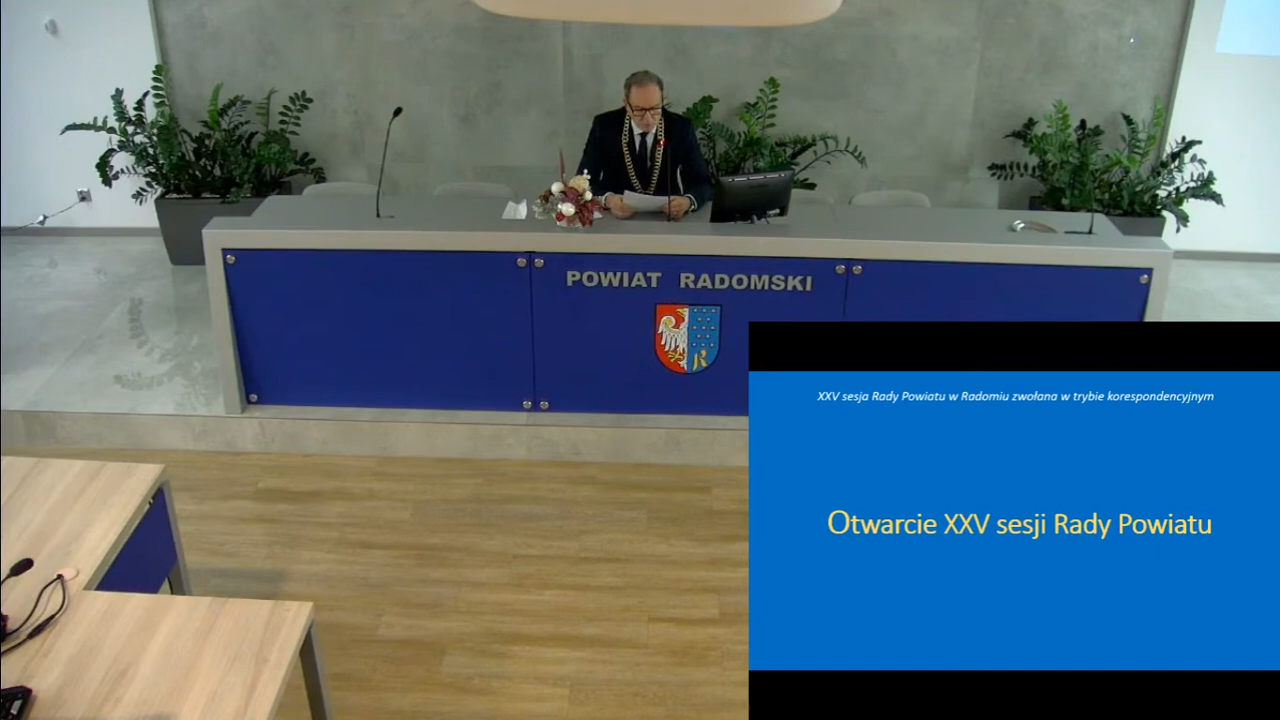 POWIAT RADOMSKI
XXV sesja Rady Powiatu w Radomiu zwołana w trybie korespondencyjnym
Otwarcie XXV sesji Rady Powiatu